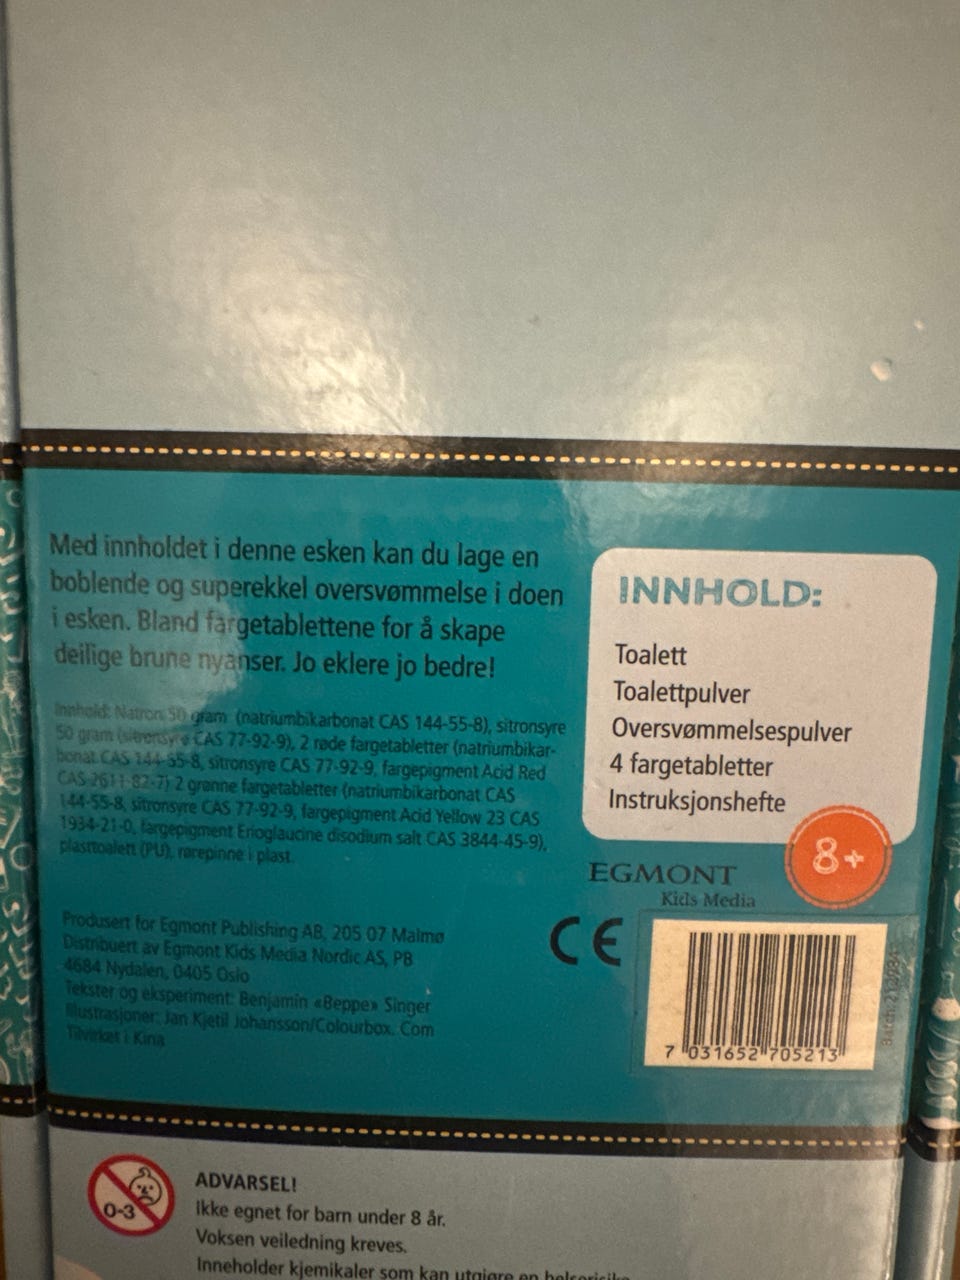 Med innholdet i denne esken kan du lage en
boblende og superekkel oversvømmelse i doen
i esken. Bland fargetablettene for å skape
deilige brune nyanser. Jo eklere jo bedre!
Innhold: Natron 50 gram (natriumbikarbonat CAS 144-55-8), sitronsyre
50 gram (sitronsyre CAS 77-92-9), 2 røde fargetabletter (natriumbikar-
bonat CAS 144-55-8, sitronsyre CAS 77-92-9, fargepigment Acid Red
CAS 2611-82-7) 2 grønne fargetabletter (natriumbikarbonat CAS
144-55-8, sitronsyre CAS 77-92-9, fargepigment Acid Yellow 23 CAS
1934-21-0, fargepigment Erioglaucine disodium salt CAS 3844-45-9),
plasttoalett (PU), rørepinne i plast.
Produsert for Egmont Publishing AB, 205 07 Malmø
Distribuert av Egmont Kids Media Nordic AS, PB
4684 Nydalen, 0405 Oslo
Tekster og eksperiment: Benjamin «Beppe» Singer
Illustrasjoner: Jan Kjetil Johansson/Colourbox. Com
Tilvirket i Kina
INNHOLD:
Toalett
Toalettpulver
Oversvømmelsespulver
4 fargetabletter
Instruksjonshefte
8+
EGMONT
Kids Media
CE
7 031652 705213
0-3
ADVARSEL!
Ikke egnet for barn under 8 år.
Voksen veiledning kreves.
Inneholder kjemikaler som kan utgjøre en helserisiko